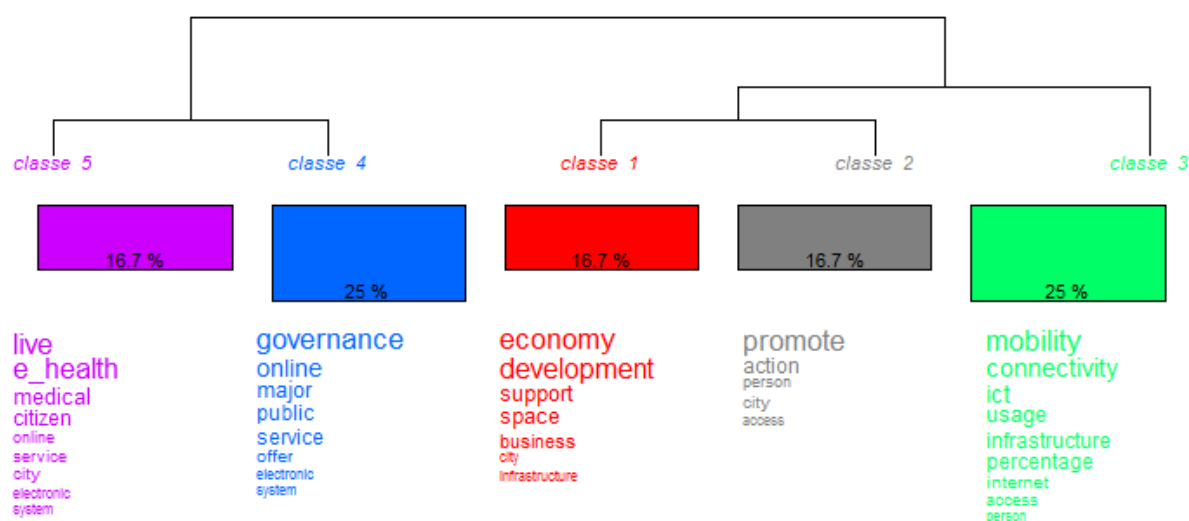 classe 5
classe 4
classe 1
classe 2
classe 3
16.7 %
25 %
16.7 %
16.7 %
25 %
live
e_health
medical
citizen
online
service
city
electronic
system
governance
online
major
public
service
offer
electronic
system
economy
development
support
space
business
city
infrastructure
promote
action
person
city
access
mobility
connectivity
ict
usage
infrastructure
percentage
internet
access
person